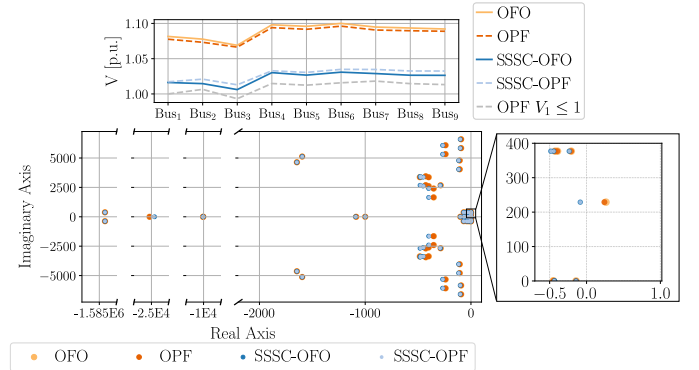 1.10
1.05
1.00
V [p.u.]
Bus1 Bus2 Bus3 Bus4 Bus5 Bus6 Bus7 Bus8 Bus9
OFO
OPF
SSSC-OFO
SSSC-OPF
OPF V1 ≤ 1
5000
2500
0
−2500
−5000
Imaginary Axis
-1.585E6 -2.5E4 -1E4 −2000 −1000 0
Real Axis
400
300
200
100
0
−0.5 0.0 1.0
OFO OPF SSSC-OFO SSSC-OPF